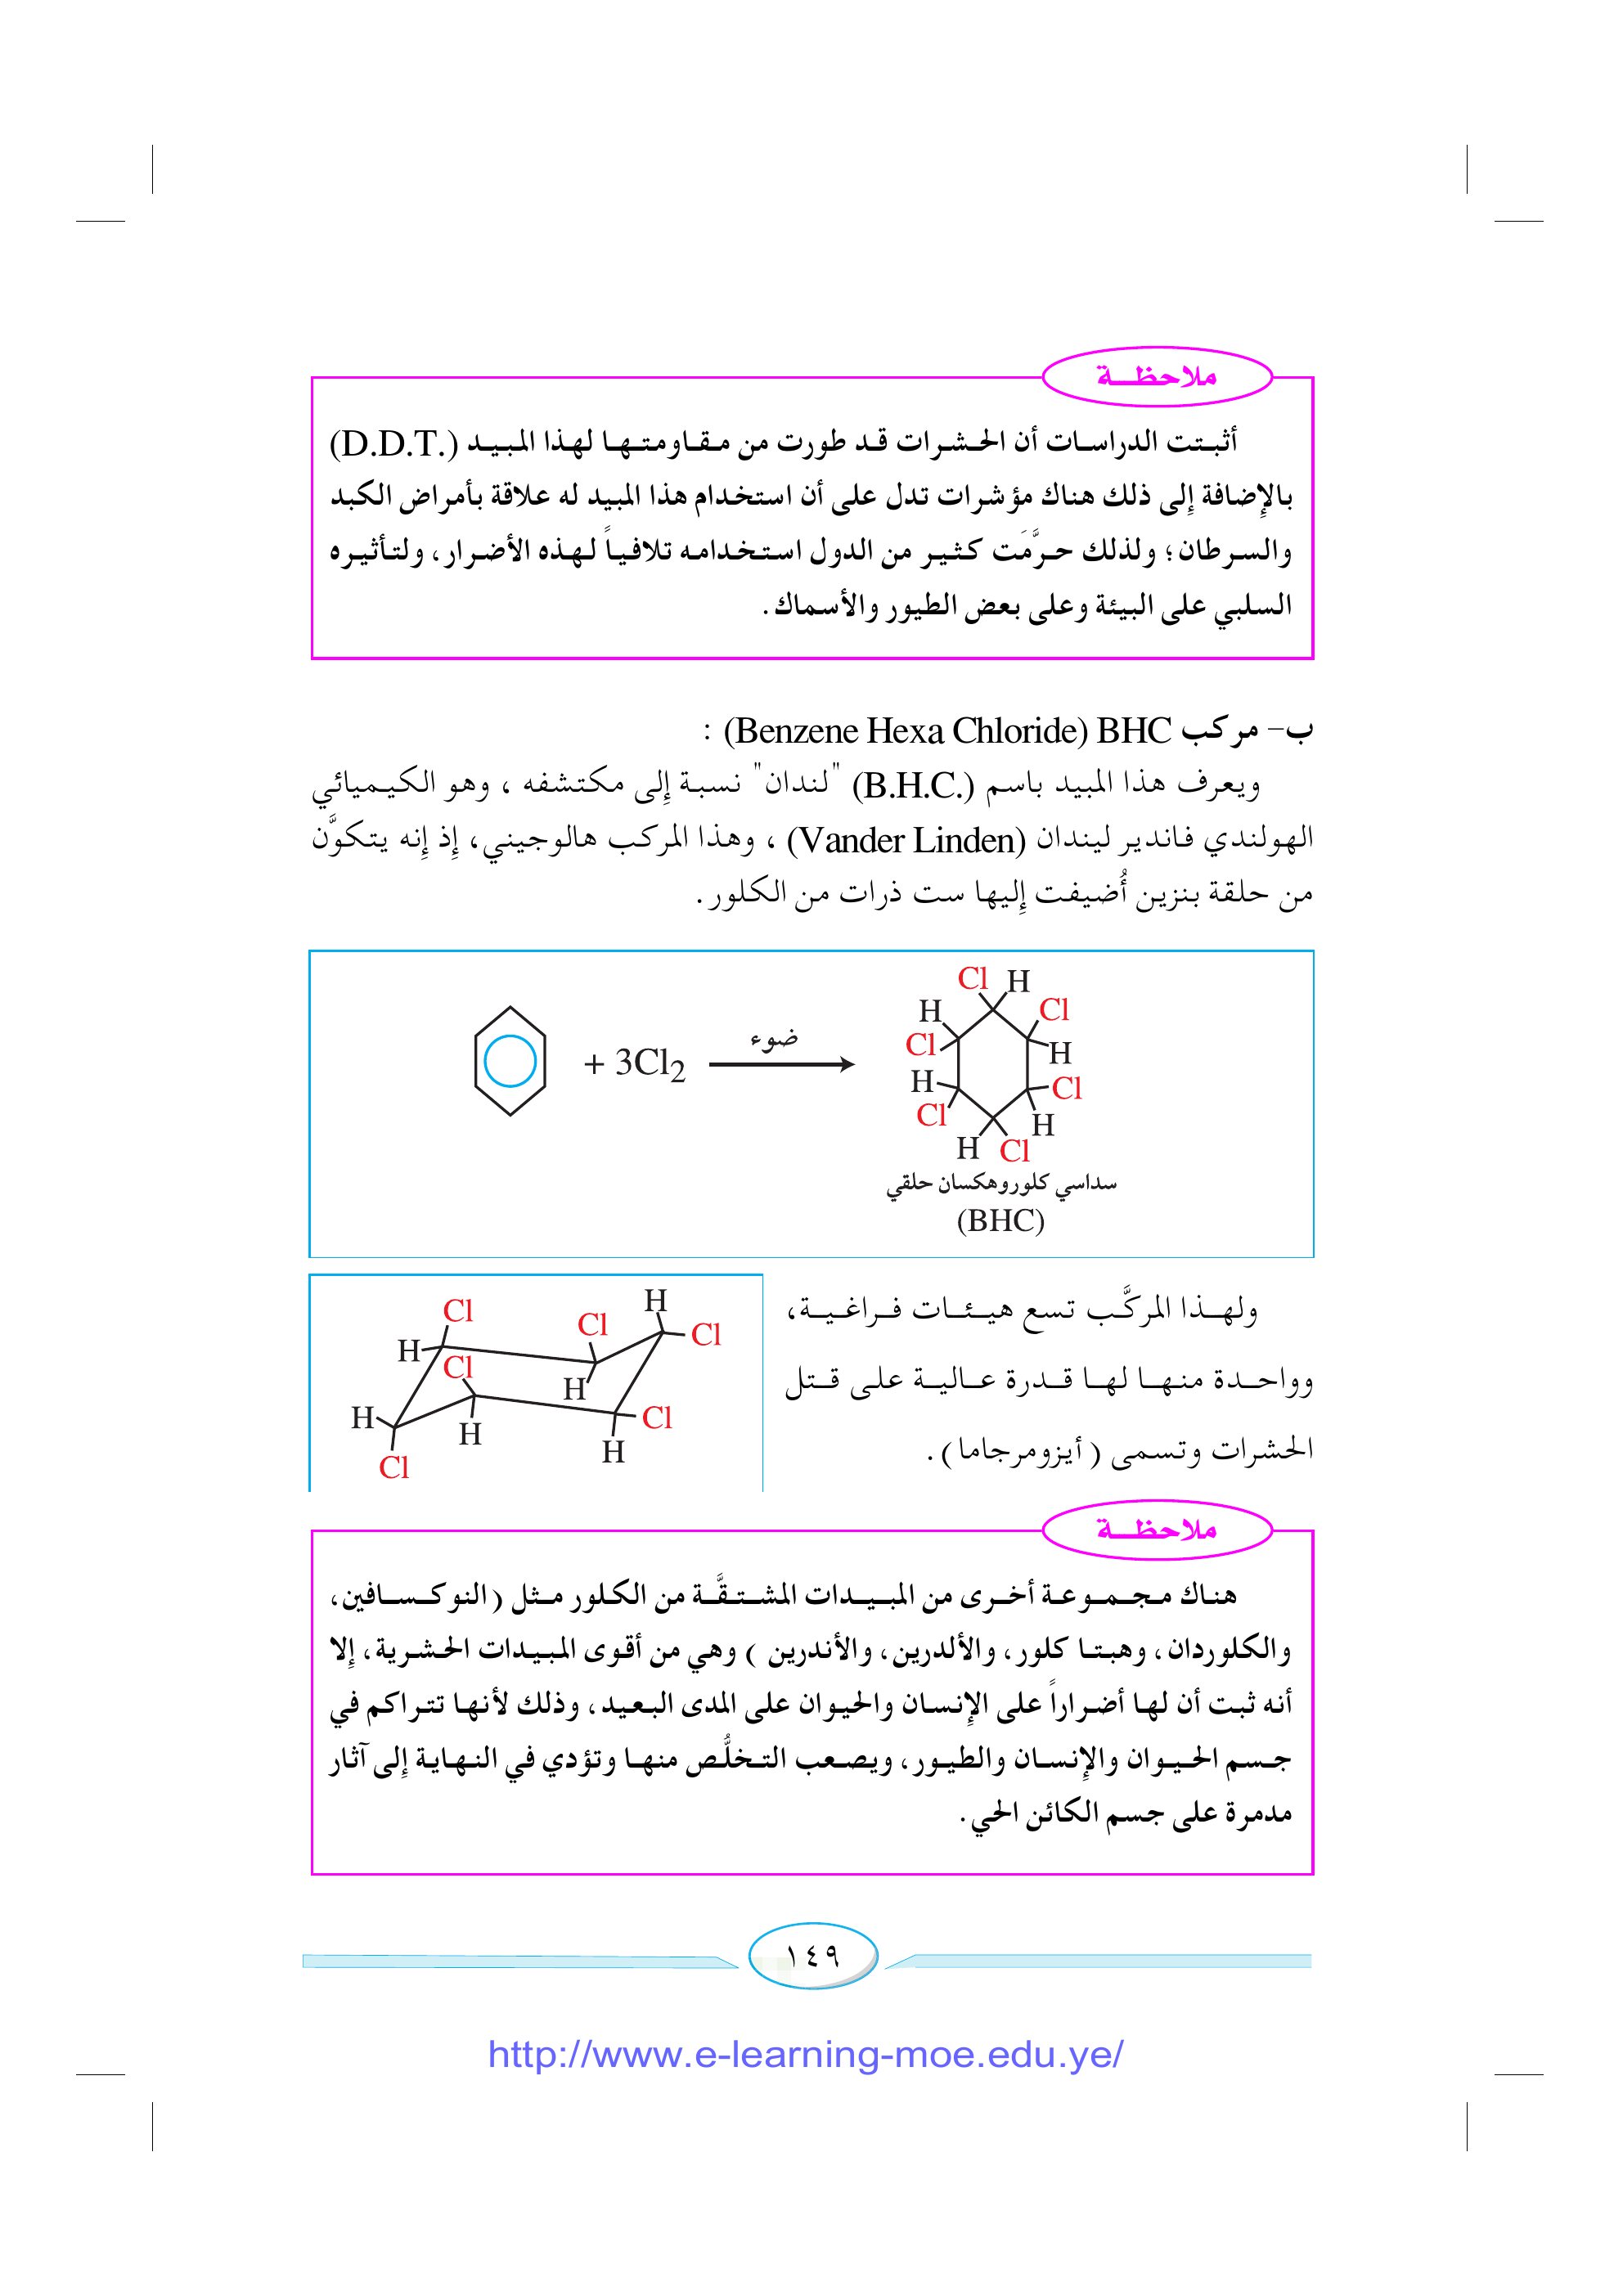 ملاحظة
أثبتت الدراسات أن الحشرات قد طورت من مقاومتها لهذا المبيد (D.D.T.)
بالإضافة إلى ذلك هناك مؤشرات تدل على أن استخدام هذا المبيد له علاقة بأمراض الكبد
والسرطان؛ ولذلك حرَّمَت كثير من الدول استخدامه تلافياً لهذه الأضرار، ولتأثيره
السلبي على البيئة وعلى بعض الطيور والأسماك.
ب- مركب BHC (Benzene Hexa Chloride) :
ويعرف هذا المبيد باسم (B.H.C.) "لندان" نسبة إلى مكتشفه ، وهو الكيميائي
الهولندي فاندير ليندان (Vander Linden) ، وهذا المركب هالوجيني، إذ إنه يتكوَّن
من حلقة بنزين أُضيفت إليها ست ذرات من الكلور.
+ 3Cl2
ضوء
Cl H
H Cl
Cl H
H Cl
Cl H
H Cl
سداسي كلوروهكسان حلقي
(BHC)
ولهذا المركَّب تسع هيئات فراغية،
وواحدة منها لها قدرة عالية على قتل
الحشرات وتسمى (أيزومرجاما).
H
Cl Cl Cl
H Cl
H
H H Cl
H
Cl
ملاحظة
هناك مجموعة أخرى من المبيدات المشتقَّة من الكلور مثل (النوكسافين،
والكلوردان، وهبتا كلور، والألدرين، والأندرين ) وهي من أقوى المبيدات الحشرية، إلا
أنه ثبت أن لها أضراراً على الإنسان والحيوان على المدى البعيد، وذلك لأنها تتراكم في
جسم الحيوان والإنسان والطيور، ويصعب التخلُّص منها وتؤدي في النهاية إلى آثار
مدمرة على جسم الكائن الحي.
١٤٩
http://www.e-learning-moe.edu.ye/